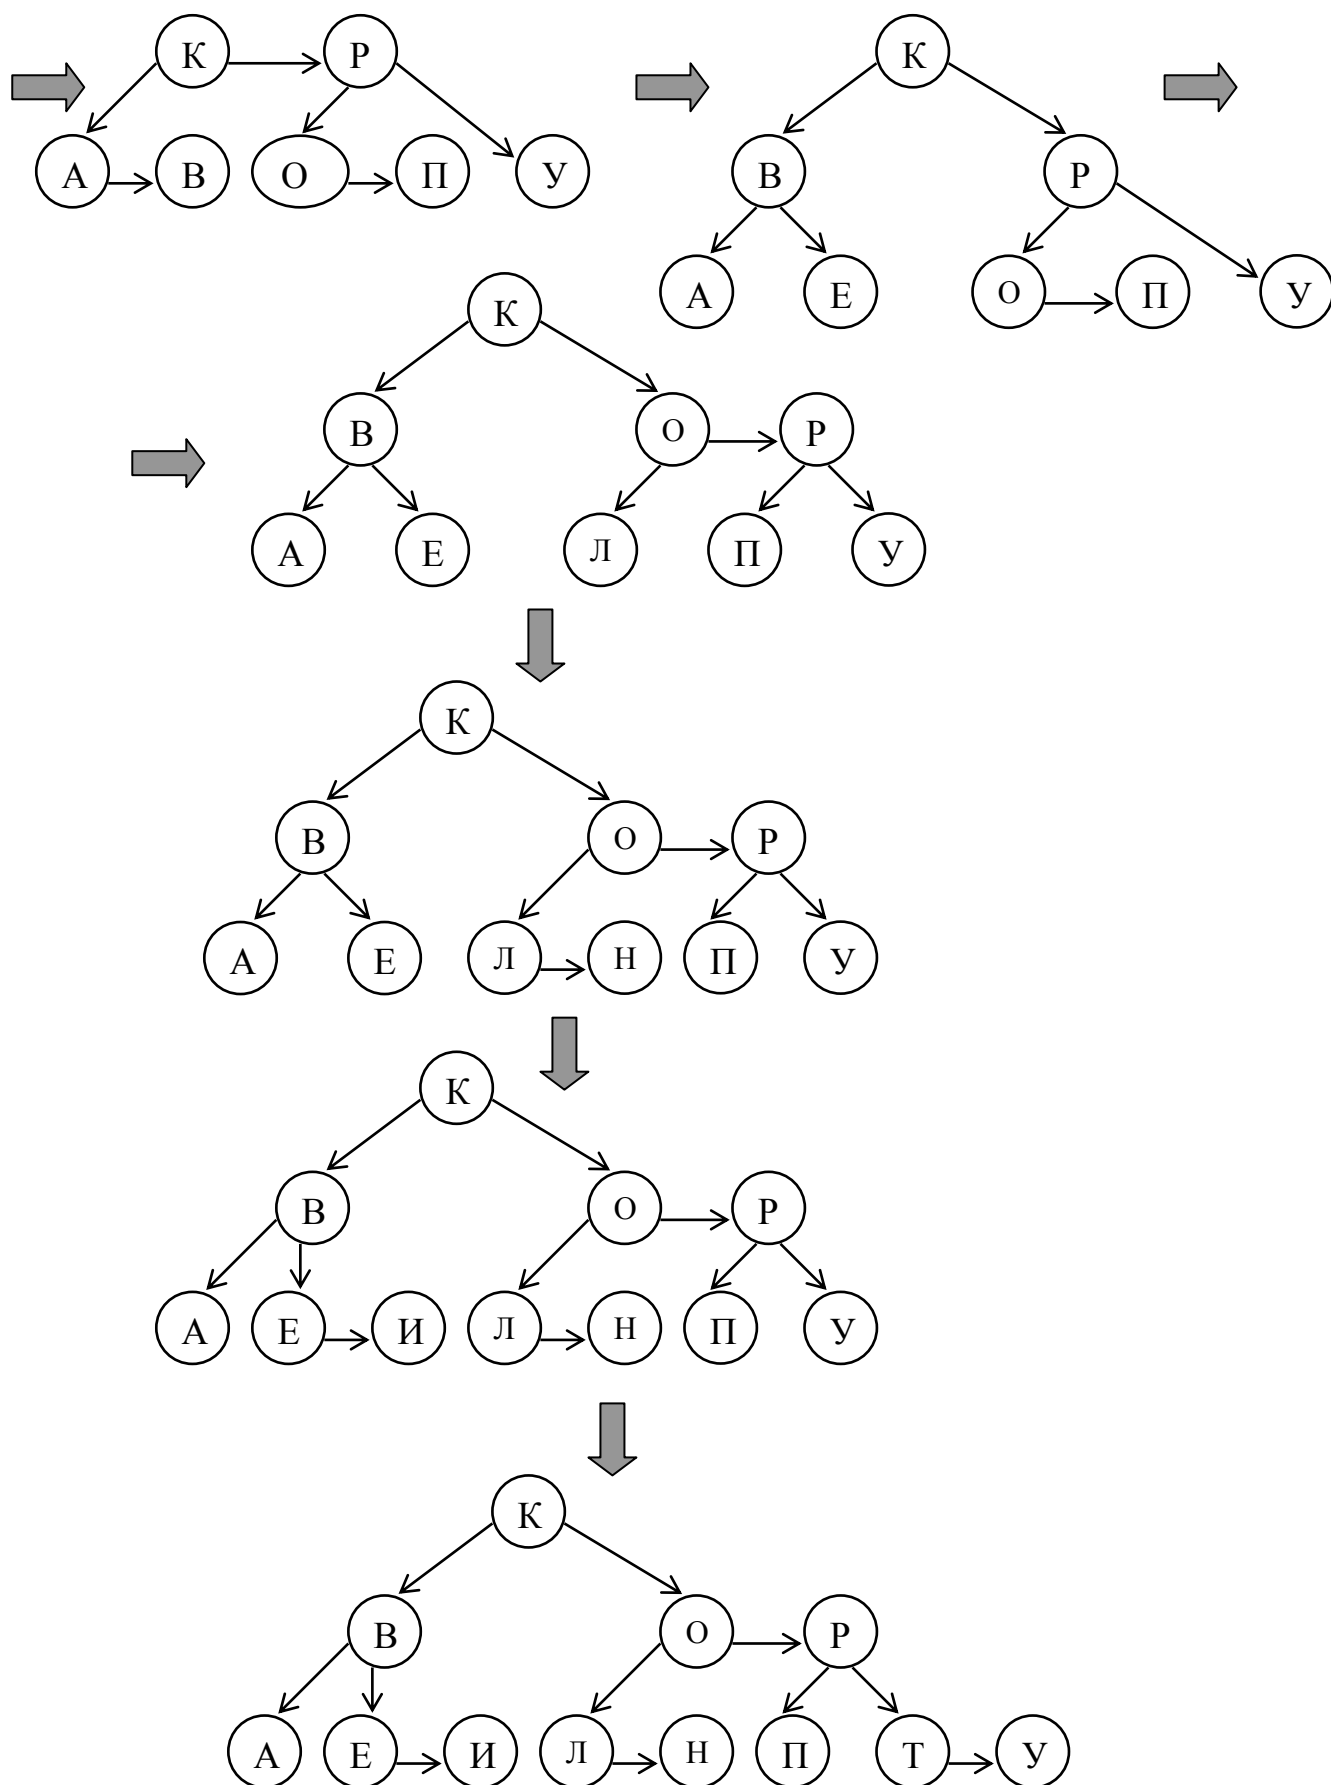 К Р
А В О П У
К
В Р
А Е О П У
К
В О Р
А Е Л П У
К
В О Р
А Е Л Н П У
К
В О Р
А Е И Л Н П У
К
В О Р
А Е И Л Н П Т У